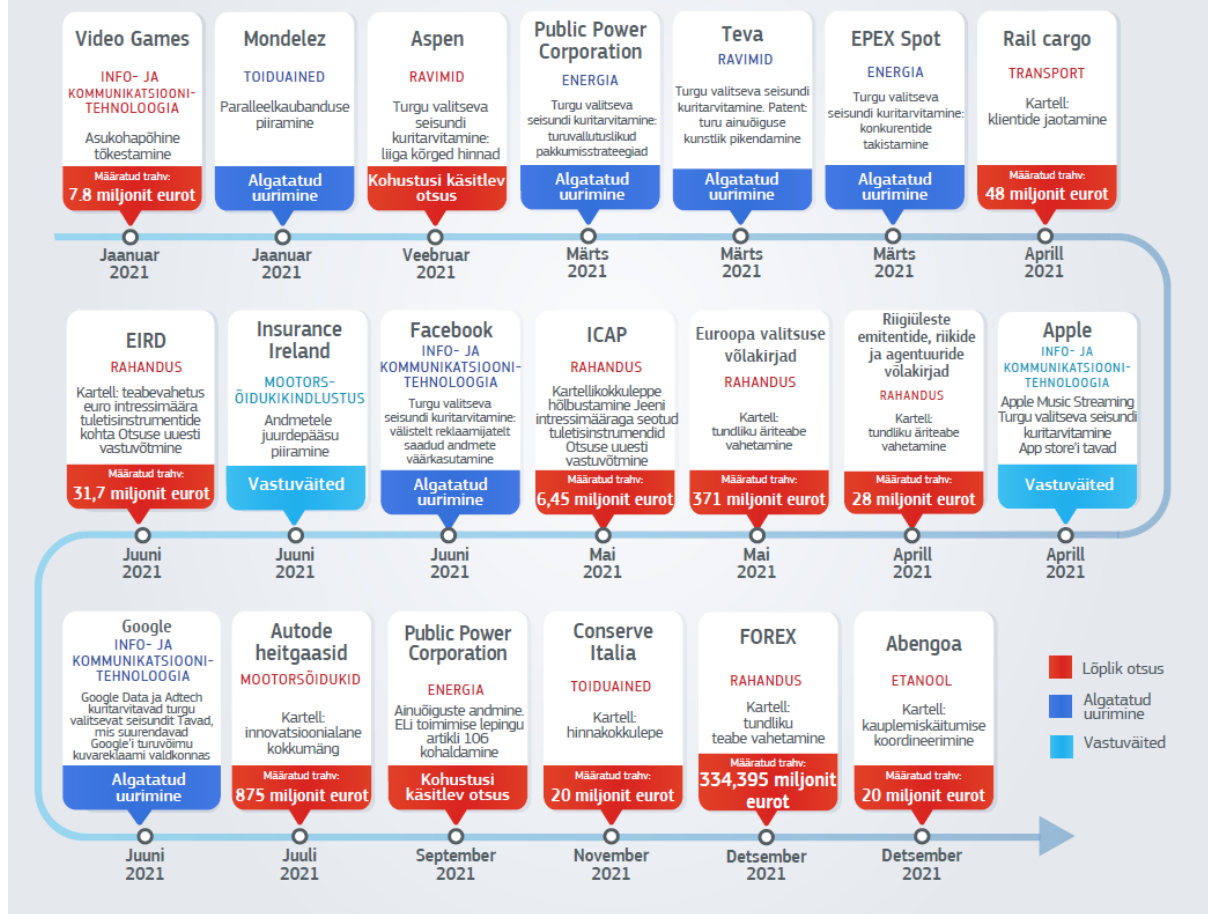 Video Games
INFO- JA
KOMMUNIKATSIOONI-
TEHNOLOOGIA
Asukohapõhine
tõkestamine
Määratud trahv:
7.8 miljonit eurot
Jaanuar
2021
Mondelez
TOIDUAINED
Paralleelkaubanduse
piiramine
Algatatud
uurimine
Jaanuar
2021
Aspen
RAVIMID
Turgu valitseva
seisundi
kuritarvitamine:
liiga kõrged hinnad
Kohustusi käsitlev
otsus
Veebruar
2021
Public Power
Corporation
ENERGIA
Turgu valitseva
seisundi kuritarvitamine:
turuvallutuslikud
pakkumisstrateegiad
Algatatud
uurimine
Märts
2021
Teva
RAVIMID
Turgu valitseva seisundi
kuritarvitamine. Patent:
turu ainuõiguse
kunstlik pikendamine
Algatatud
uurimine
Märts
2021
EPEX Spot
ENERGIA
Turgu valitseva
seisundi kuritarvitamine:
konkurentide
takistamine
Algatatud
uurimine
Märts
2021
Rail cargo
TRANSPORT
Kartell:
klientide jaotamine
Määratud trahv:
48 miljonit eurot
Aprill
2021
EIRD
RAHANDUS
Kartell: teabevahetus
euro intressimäära
tuletisinstrumentide
kohta Otsuse uuesti
vastuvõtmine
Määratud trahv:
31,7 miljonit eurot
Juuni
2021
Insurance
Ireland
MOOTORS-
ÕIDUKIKINDLUSTUS
Andmetele
juurdepääsu
piiramine
Vastuväited
Juuni
2021
Facebook
INFO- JA
KOMMUNIKATSIOONI-
TEHNOLOOGIA
Turgu valitseva
seisundi kuritarvitamine:
välistelt reklaamijatelt
saadud andmete
väärkasutamine
Algatatud
uurimine
Juuni
2021
ICAP
RAHANDUS
Kartellikokkuleppe
hõlbustamine Jeeni
intressimääraga seotud
tuletisinstrumendid
Otsuse uuesti
vastuvõtmine
Määratud trahv:
6,45 miljonit eurot
Mai
2021
Euroopa valitsuse
võlakirjad
RAHANDUS
Kartell:
tundliku äriteabe
vahetamine
Määratud trahv:
371 miljonit eurot
Mai
2021
Riigiüleste
emitentide, riikide
ja agentuuride
võlakirjad
RAHANDUS
Kartell:
tundliku äriteabe
vahetamine
Määratud trahv:
28 miljonit eurot
Aprill
2021
Apple
INFO- JA
KOMMUNIKATSIOONI-
TEHNOLOOGIA
Apple Music Streaming
Turgu valitseva seisundi
kuritarvitamine
App store'i tavad
Vastuväited
Aprill
2021
Google
INFO- JA
KOMMUNIKATSIOONI-
TEHNOLOOGIA
Google Data ja Adtech
kuritarvitavad turgu
valitsevat seisundit Tavad,
mis suurendavad
Google'i turuvõimu
kuvareklaami valdkonnas
Algatatud
uurimine
Juuni
2021
Autode
heitgaasid
MOOTORSÕIDUKID
Kartell:
innovatsioonialane
kokkumäng
Määratud trahv:
875 miljonit eurot
Juuli
2021
Public Power
Corporation
ENERGIA
Ainuõiguste andmine.
ELi toimimise lepingu
artikli 106
kohaldamine
Kohustusi
käsitlev otsus
September
2021
Conserve
Italia
TOIDUAINED
Kartell:
hinnakokkulepe
Määratud trahv:
20 miljonit eurot
November
2021
FOREX
RAHANDUS
Kartell:
tundliku
teabe vahetamine
Määratud trahv:
334,395 miljonit
eurot
Detsember
2021
Abengoa
ETANOOL
Kartell:
kauplemiskäitumise
koordineerimine
Määratud trahv:
20 miljonit eurot
Detsember
2021
Lõplik otsus
Algatatud
uurimine
Vastuväited